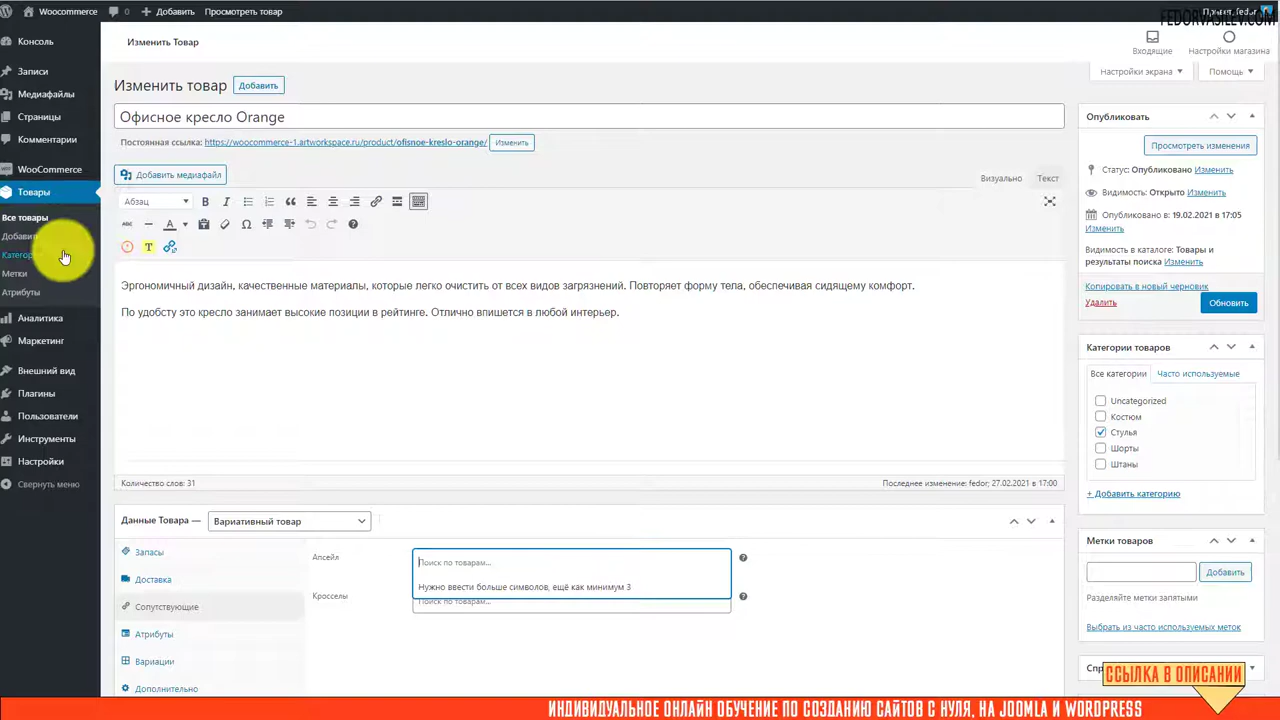 Woocommerce
Добавить
Просмотреть товар
Привет, fedor
FEDORVASILEV.COM
Консоль
Записи
Медиафайлы
Страницы
Комментарии
WooCommerce
Товары
Все товары
Добавить
Метки
Атрибуты
Аналитика
Маркетинг
Внешний вид
Плагины
Пользователи
Инструменты
Настройки
Свернуть меню
Изменить Товар
Входящие
Настройки магазина
Настройки экрана
Помощь
Изменить товар
Добавить
Офисное кресло Orange
Постоянная ссылка: https://woocommerce-1.artworkspace.ru/product/ofisnoe-kreslo-orange/ Изменить
Добавить медиафайл
Визуально
Текст
Абзац
Эргономичный дизайн, качественные материалы, которые легко очистить от всех видов загрязнений. Повторяет форму тела, обеспечивая сидящему комфорт.
По удобсту это кресло занимает высокие позиции в рейтинге. Отлично впишется в любой интерьер.
Количество слов: 31
Последнее изменение: fedor; 27.02.2021 в 17:00
Данные Товара —
Вариативный товар
Запасы
Доставка
Сопутствующие
Атрибуты
Вариации
Дополнительно
Апсейл
Поиск по товарам...
Нужно ввести больше символов, ещё как минимум 3
Кросселы
Поиск по товарам...
Опубликовать
Просмотреть изменения
Статус: Опубликовано Изменить
Видимость: Открыто Изменить
Опубликовано в: 19.02.2021 в 17:05
Изменить
Видимость в каталоге: Товары и
результаты поиска Изменить
Копировать в новый черновик
Удалить
Обновить
Категории товаров
Все категории
Часто используемые
Uncategorized
Костюм
Стулья
Шорты
Штаны
+ Добавить категорию
Метки товаров
Добавить
Разделяйте метки запятыми
Выбрать из часто используемых меток
ССЫЛКА В ОПИСАНИИ
ИНДИВИДУАЛЬНОЕ ОНЛАЙН ОБУЧЕНИЕ ПО СОЗДАНИЮ САЙТОВ С НУЛЯ, НА JOOMLA И WORDPRESS